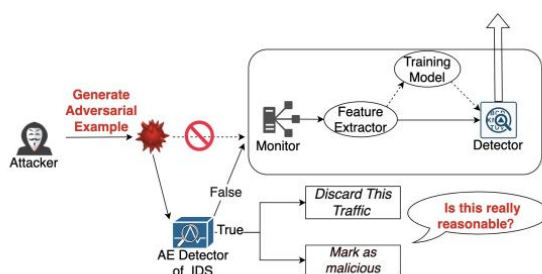 Generate
Adversarial
Example
Attacker
Monitor
Feature
Extractor
Training
Model
Detector
False
True
AE Detector
of IDS
Discard This
Traffic
Mark as
malicious
Is this really
reasonable?